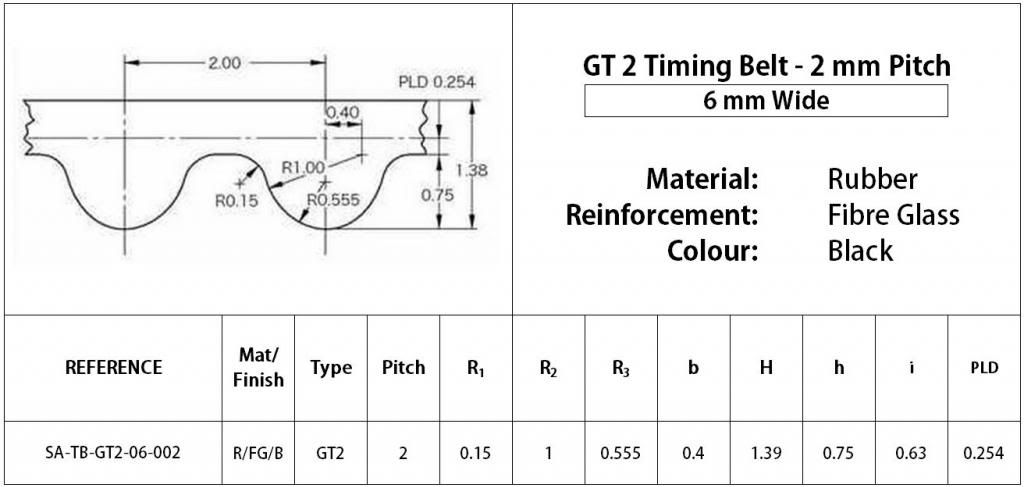 2.00
PLD 0.254
0.40
R1.00
1.38
0.75
R0.15
R0.555
GT 2 Timing Belt - 2 mm Pitch
6 mm Wide
Material: Rubber
Reinforcement: Fibre Glass
Colour: Black
REFERENCE Mat/ Finish Type Pitch R1 R2 R3 b H h i PLD
SA-TB-GT2-06-002 R/FG/B GT2 2 0.15 1 0.555 0.4 1.39 0.75 0.63 0.254